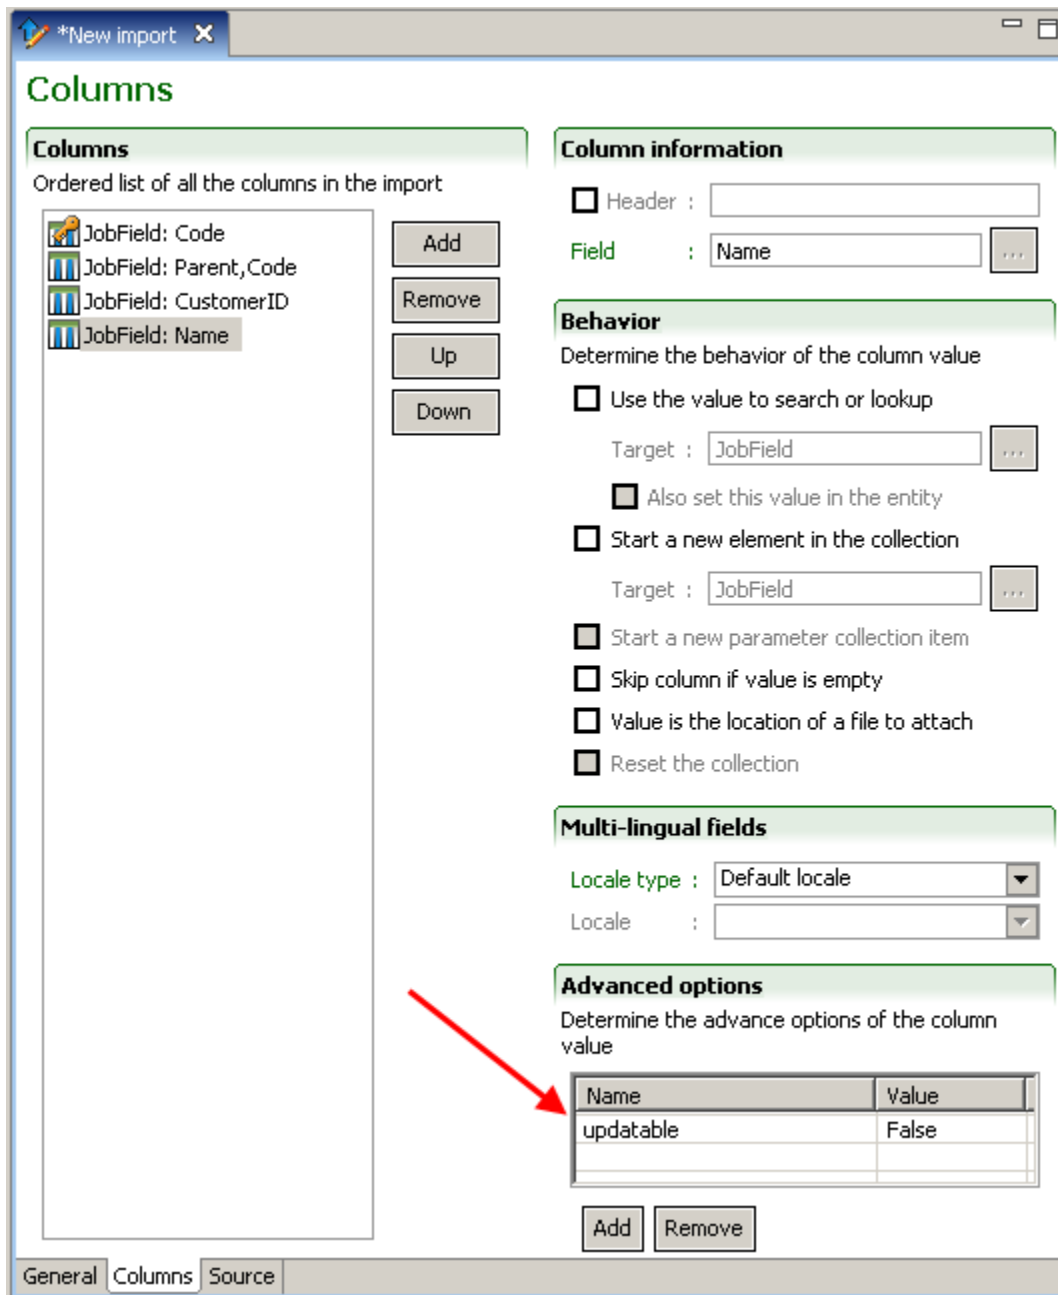 *New import
Columns
Columns
Ordered list of all the columns in the import
JobField: Code
JobField: Parent,Code
JobField: CustomerID
JobField: Name
Add
Remove
Up
Down
Column information
Header :
Field : Name ...
Behavior
Determine the behavior of the column value
Use the value to search or lookup
Target : JobField ...
Also set this value in the entity
Start a new element in the collection
Target : JobField ...
Start a new parameter collection item
Skip column if value is empty
Value is the location of a file to attach
Reset the collection
Multi-lingual fields
Locale type : Default locale
Locale :
Advanced options
Determine the advance options of the column
value
Name Value
updatable False
Add Remove
General Columns Source